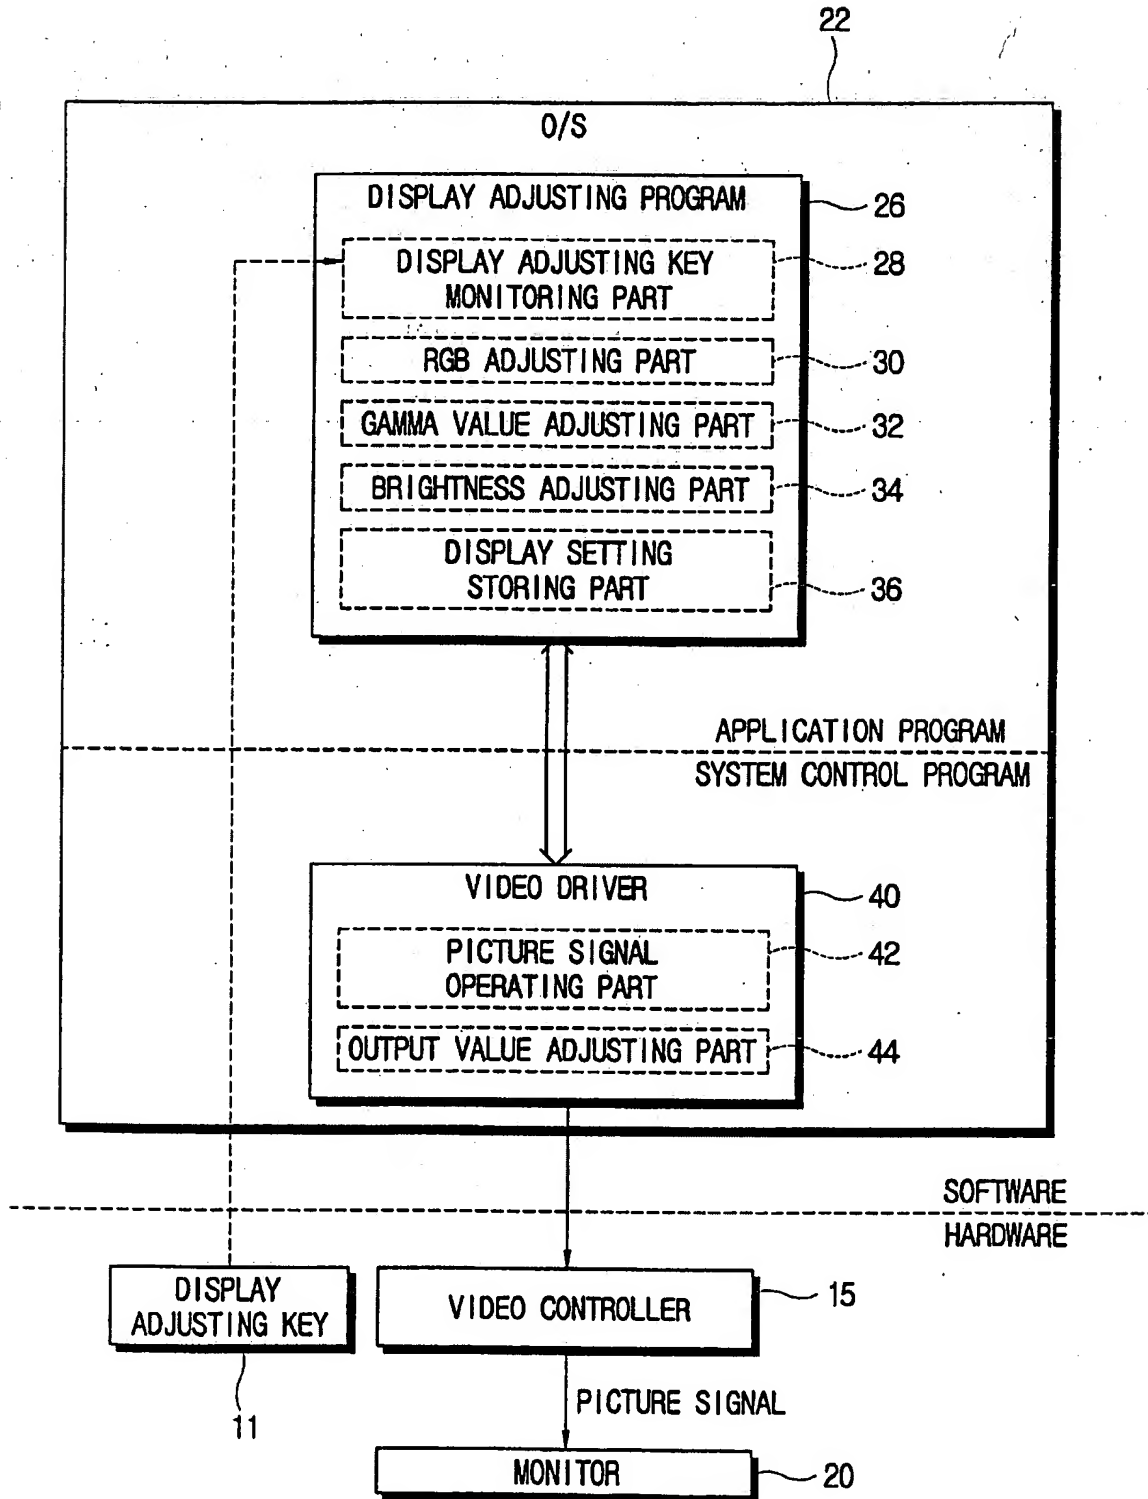 22
O/S
DISPLAY ADJUSTING PROGRAM
26
DISPLAY ADJUSTING KEY
MONITORING PART
28
RGB ADJUSTING PART
30
GAMMA VALUE ADJUSTING PART
32
BRIGHTNESS ADJUSTING PART
34
DISPLAY SETTING
STORING PART
36
APPLICATION PROGRAM
SYSTEM CONTROL PROGRAM
VIDEO DRIVER
40
PICTURE SIGNAL
OPERATING PART
42
OUTPUT VALUE ADJUSTING PART
44
SOFTWARE
HARDWARE
DISPLAY
ADJUSTING KEY
11
VIDEO CONTROLLER
15
PICTURE SIGNAL
MONITOR
20